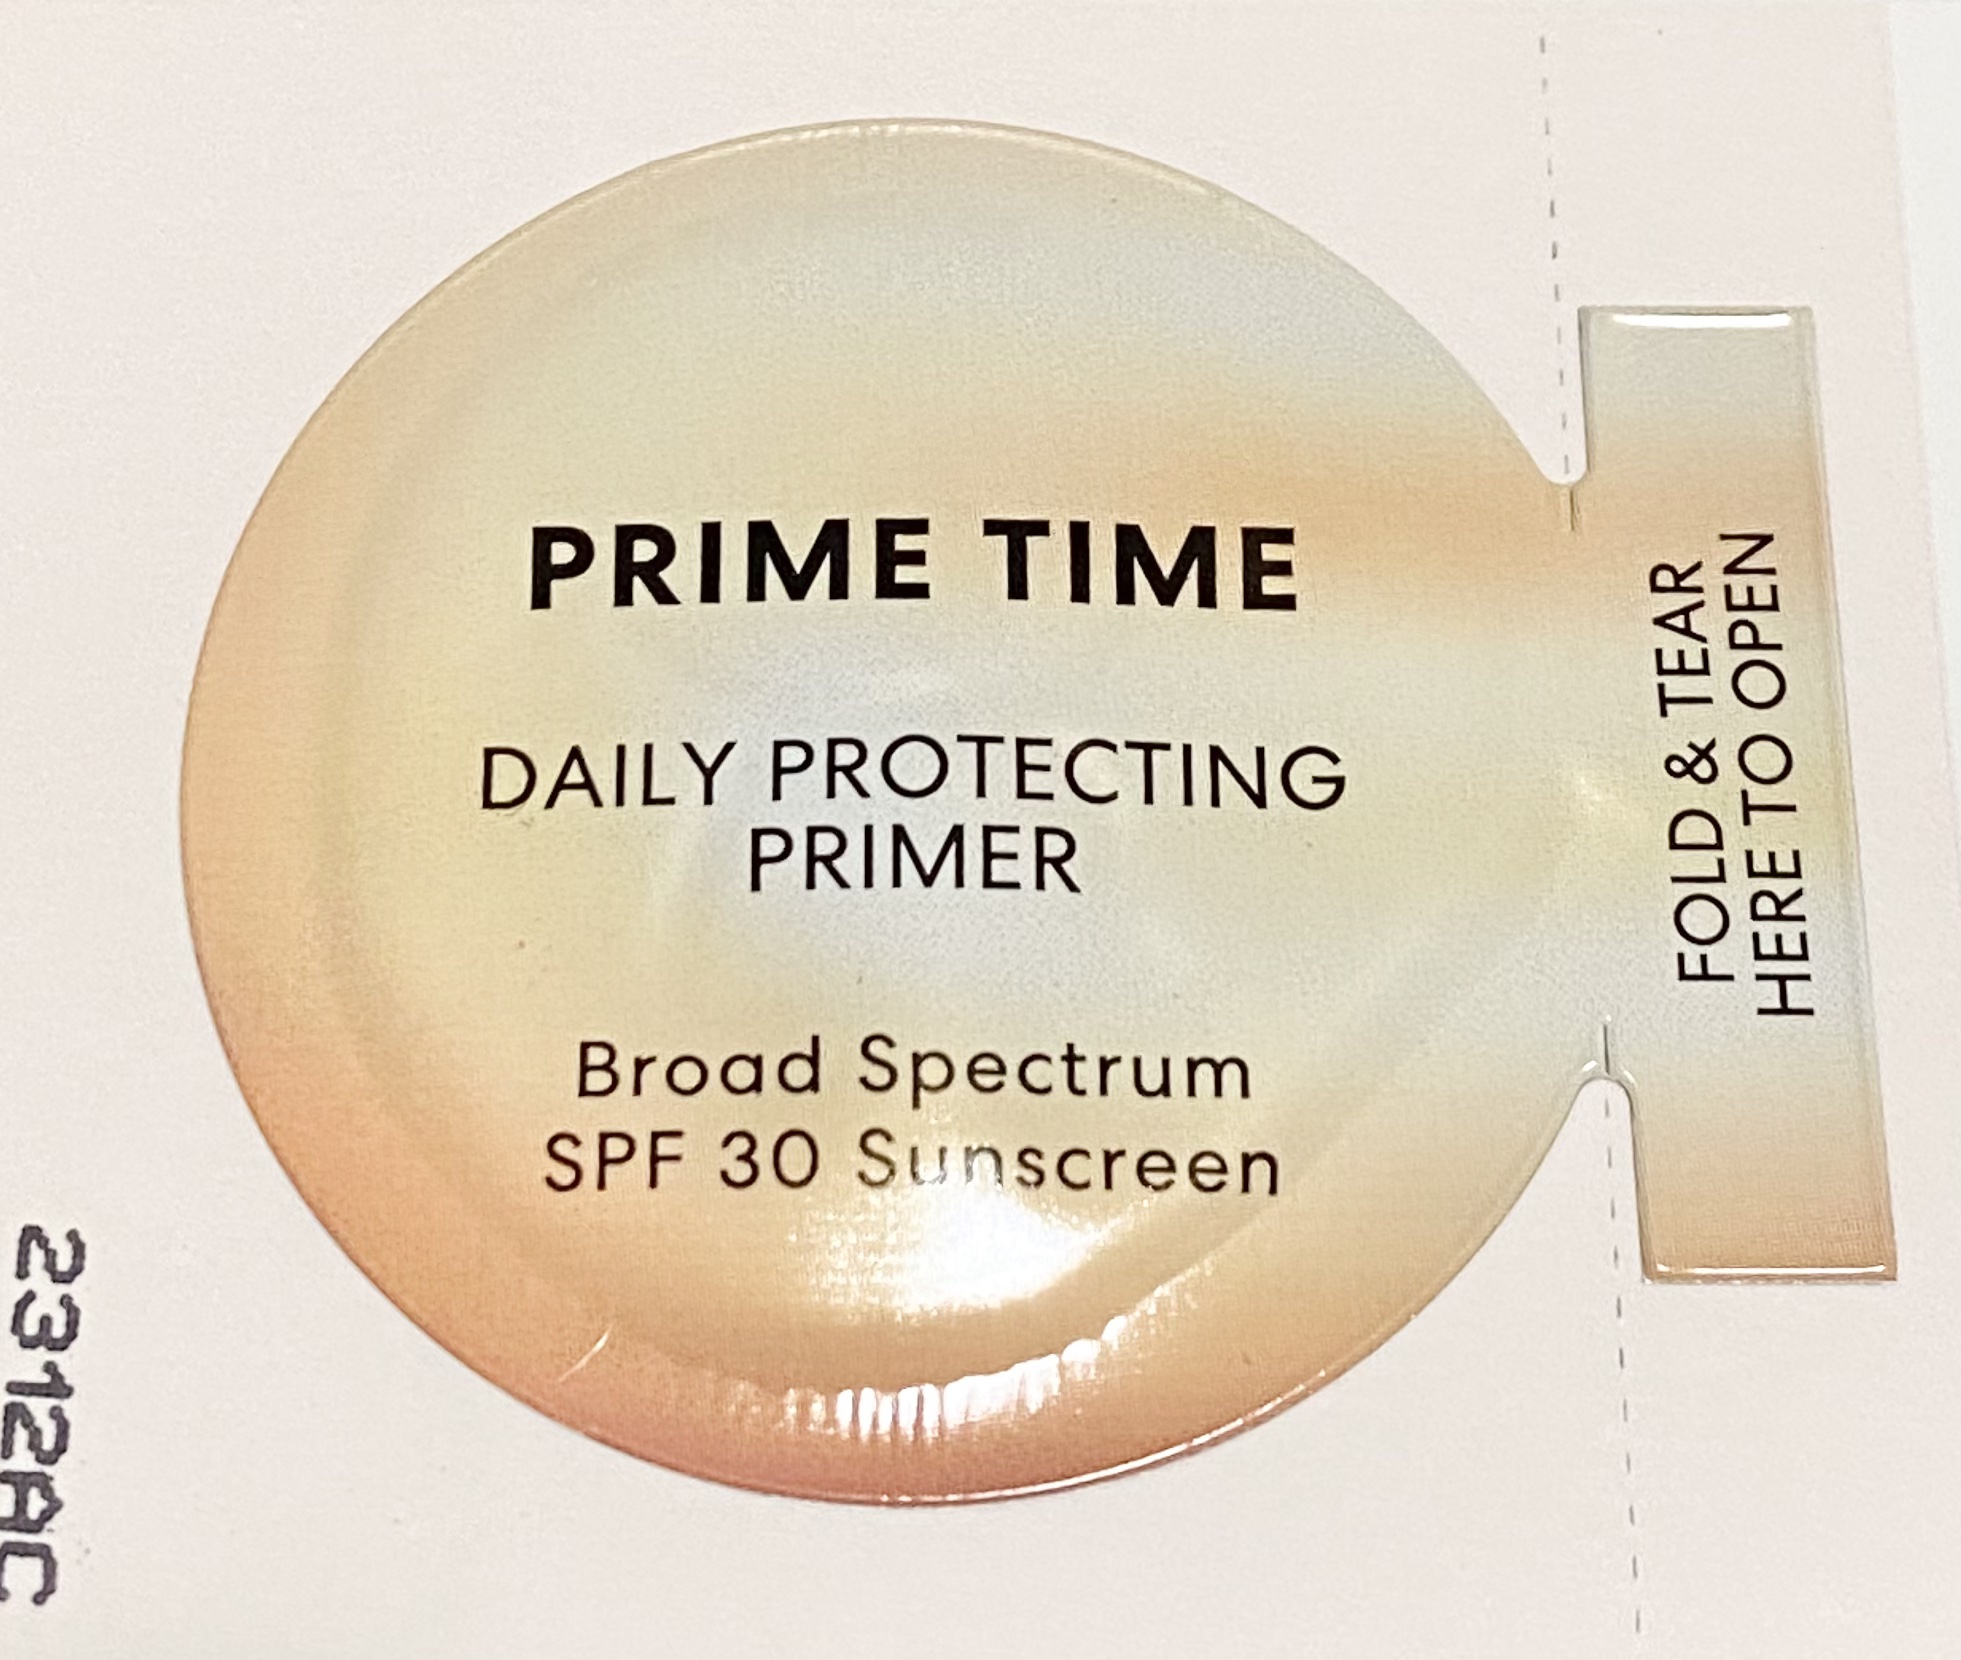 PRIME TIME
DAILY PROTECTING
PRIMER
Broad Spectrum
SPF 30 Sunscreen
FOLD & TEAR
HERE TO OPEN
2312AC